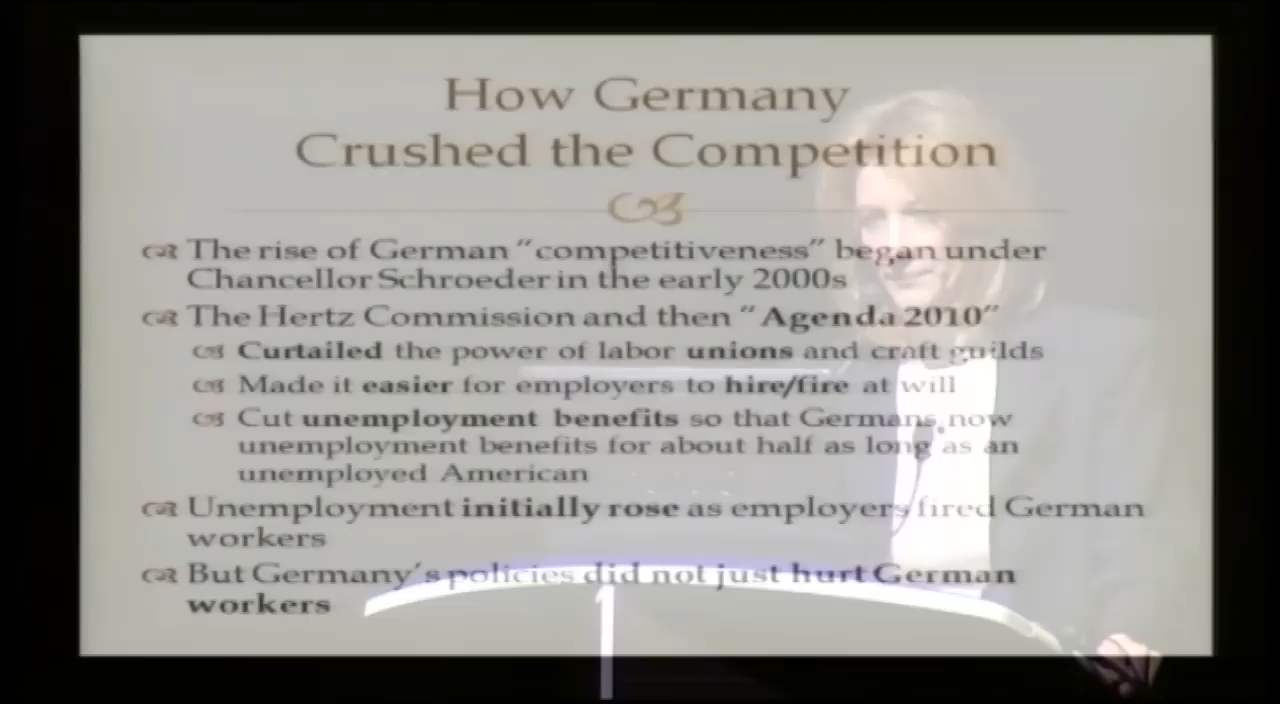 How Germany
Crushed the Competition
The rise of German "competitiveness" began under
Chancellor Schroeder in the early 2000s
The Hertz Commission and then "Agenda 2010"
Curtailed the power of labor unions and craft guilds
Made it easier for employers to hire/fire at will
Cut unemployment benefits so that Germans now
unemployment benefits for about half as long as an
unemployed American
Unemployment initially rose as employers fired German
workers
But Germany's policies did not just hurt German
workers